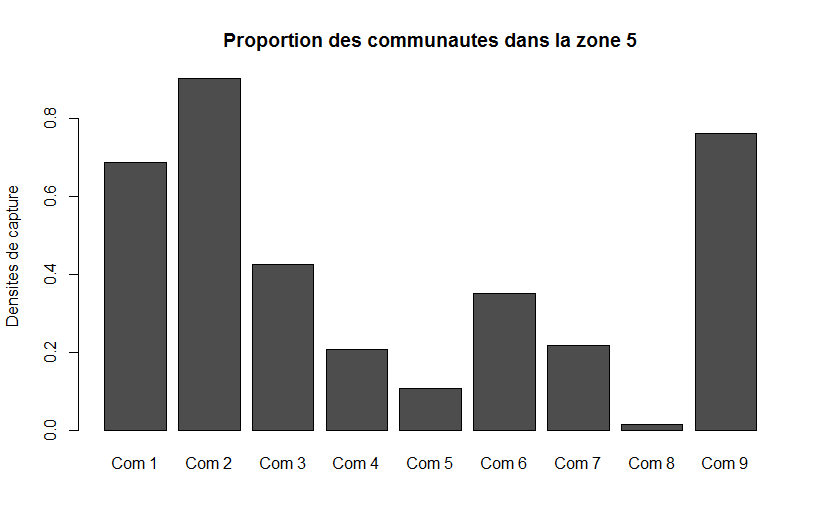 Proportion des communautes dans la zone 5
Densites de capture
0.8
0.6
0.4
0.2
0.0
Com 1 Com 2 Com 3 Com 4 Com 5 Com 6 Com 7 Com 8 Com 9